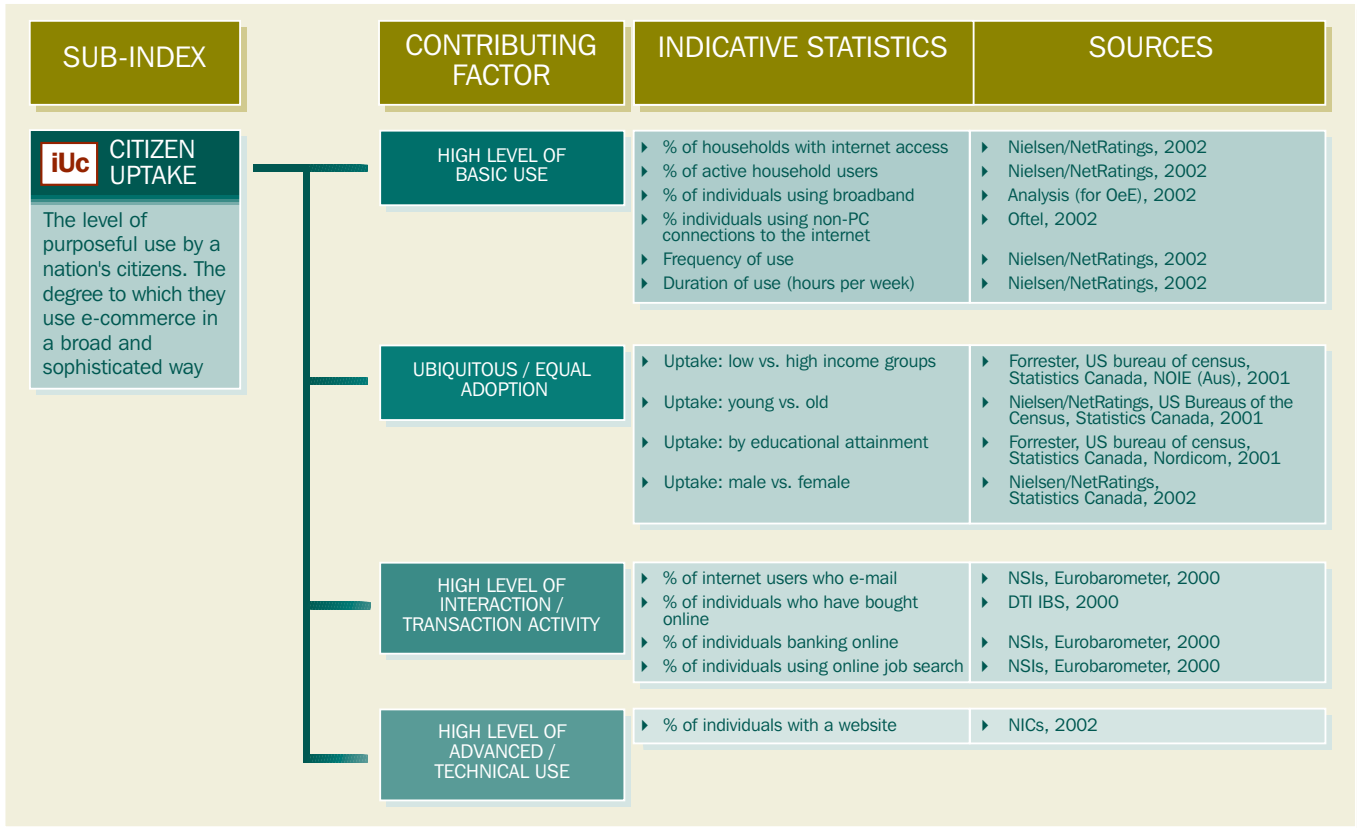 SUB-INDEX
CONTRIBUTING
FACTOR
INDICATIVE STATISTICS
SOURCES
iUc
CITIZEN
UPTAKE
The level of
purposeful use by a
nation's citizens. The
degree to which they
use e-commerce in
a broad and
sophisticated way
HIGH LEVEL OF
BASIC USE
% of households with internet access
Nielsen/NetRatings, 2002
% of active household users
Nielsen/NetRatings, 2002
% of individuals using broadband
Analysis (for OeE), 2002
% individuals using non-PC
connections to the internet
Oftel, 2002
Frequency of use
Nielsen/NetRatings, 2002
Duration of use (hours per week)
Nielsen/NetRatings, 2002
UBIQUITOUS / EQUAL
ADOPTION
Uptake: low vs. high income groups
Forrester, US bureau of census,
Statistics Canada, NOIE (Aus), 2001
Uptake: young vs. old
Nielsen/NetRatings, US Bureaus of the
Census, Statistics Canada, 2001
Uptake: by educational attainment
Forrester, US bureau of census,
Statistics Canada, Nordicom, 2001
Uptake: male vs. female
Nielsen/NetRatings,
Statistics Canada, 2002
HIGH LEVEL OF
INTERACTION /
TRANSACTION ACTIVITY
% of internet users who e-mail
NSIs, Eurobarometer, 2000
% of individuals who have bought
online
DTI IBS, 2000
% of individuals banking online
NSIs, Eurobarometer, 2000
% of individuals using online job search
NSIs, Eurobarometer, 2000
HIGH LEVEL OF
ADVANCED /
TECHNICAL USE
% of individuals with a website
NICs, 2002